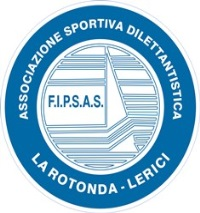 ASSOCIAZIONE SPORTIVA DILETTANTISTICA
F.I.P.S.A.S.
LA ROTONDA - LERICI